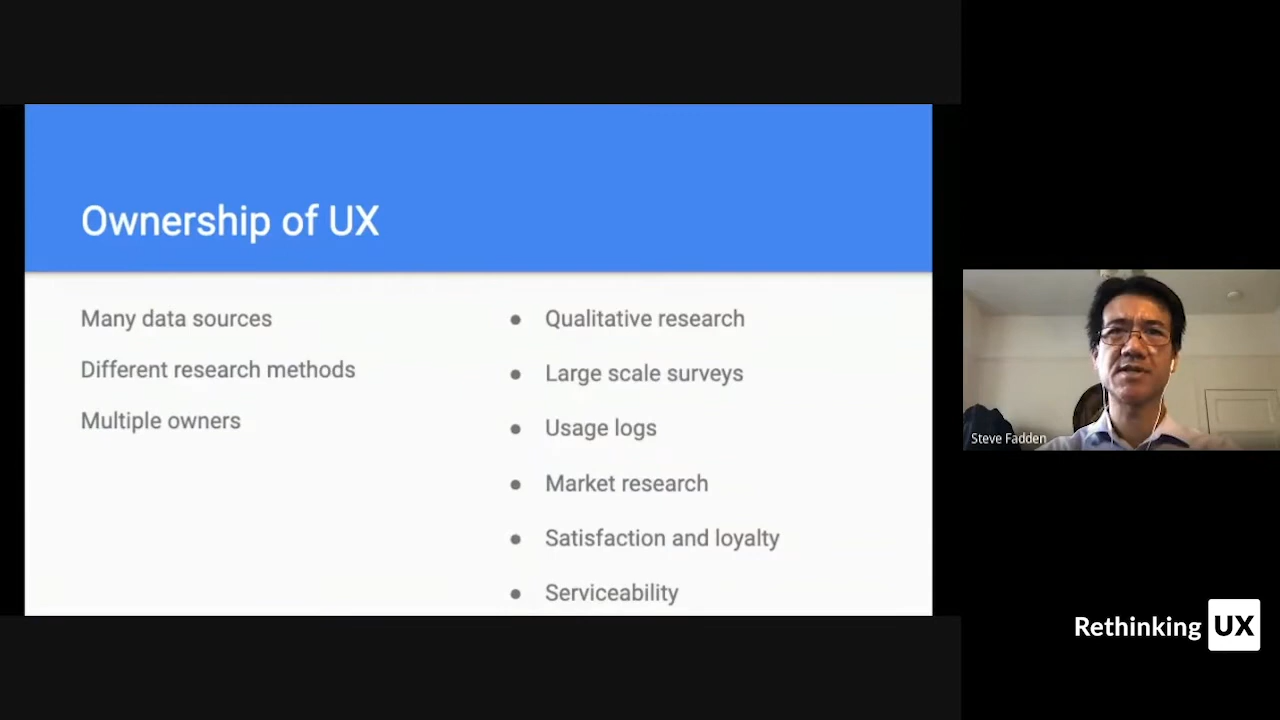 Ownership of UX
Many data sources
Different research methods
Multiple owners
● Qualitative research
● Large scale surveys
● Usage logs
● Market research
● Satisfaction and loyalty
● Serviceability
Steve Fadden
Rethinking UX